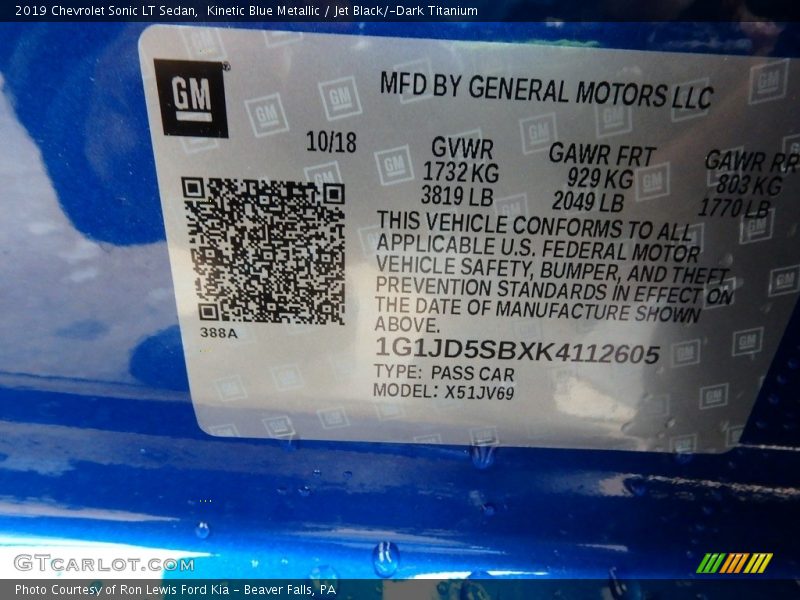 2019 Chevrolet Sonic LT Sedan,  Kinetic Blue Metallic / Jet Black/­Dark Titanium
GM
MFD BY GENERAL MOTORS LLC
10/18
GVWR GAWR FRT GAWR RR
1732 KG 929 KG 803 KG
3819 LB 2049 LB 1770 LB
THIS VEHICLE CONFORMS TO ALL
APPLICABLE U.S. FEDERAL MOTOR
VEHICLE SAFETY, BUMPER, AND THEFT
PREVENTION STANDARDS IN EFFECT ON
THE DATE OF MANUFACTURE SHOWN
ABOVE.
388A
1G1JD5SBXK4112605
TYPE: PASS CAR
MODEL: X51JV69
GTcarlot.com
Photo Courtesy of Ron Lewis Ford Kia - Beaver Falls, PA